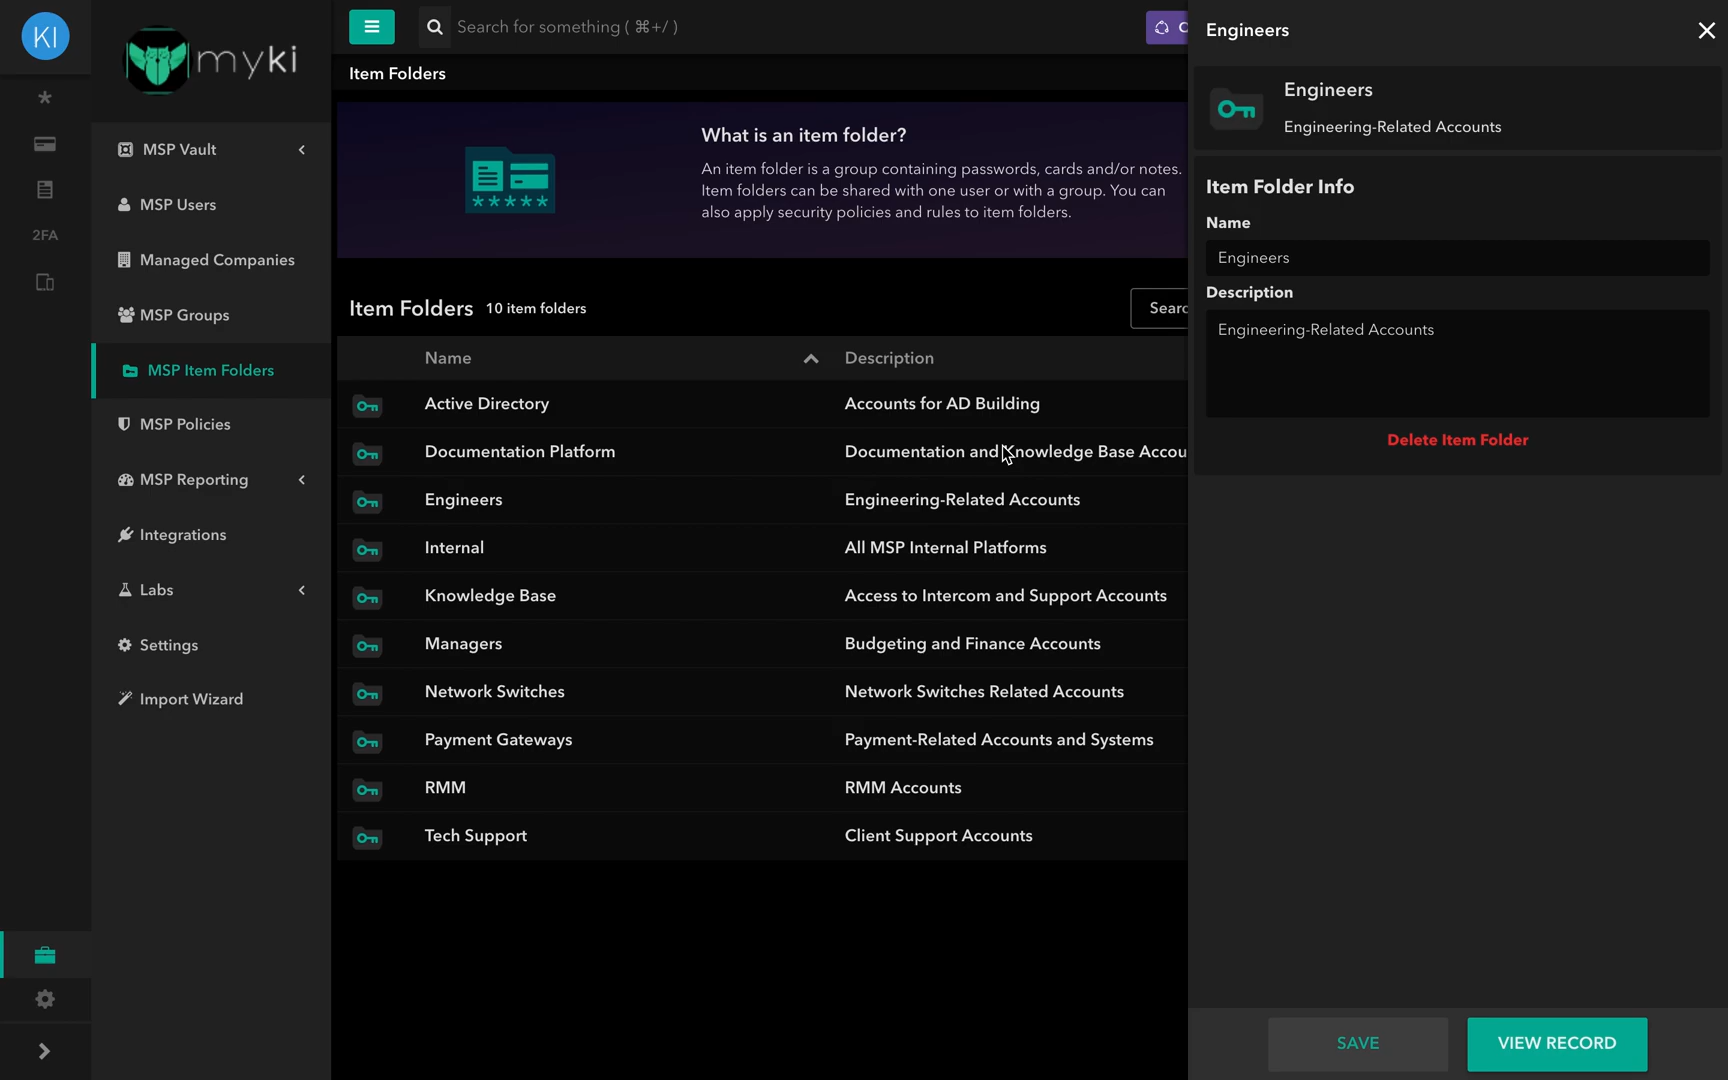 KI
myki
2FA
MSP Vault
MSP Users
Managed Companies
MSP Groups
MSP Item Folders
MSP Policies
MSP Reporting
Integrations
Labs
Settings
Import Wizard
Search for something ( ⌘+/ )
Item Folders
What is an item folder?
An item folder is a group containing passwords, cards and/or notes.
Item folders can be shared with one user or with a group. You can
also apply security policies and rules to item folders.
Item Folders 10 item folders
Searc
Name Description
Active Directory Accounts for AD Building
Documentation Platform Documentation and Knowledge Base Accou
Engineers Engineering-Related Accounts
Internal All MSP Internal Platforms
Knowledge Base Access to Intercom and Support Accounts
Managers Budgeting and Finance Accounts
Network Switches Network Switches Related Accounts
Payment Gateways Payment-Related Accounts and Systems
RMM RMM Accounts
Tech Support Client Support Accounts
Engineers
Engineers
Engineering-Related Accounts
Item Folder Info
Name
Engineers
Description
Engineering-Related Accounts
Delete Item Folder
SAVE VIEW RECORD